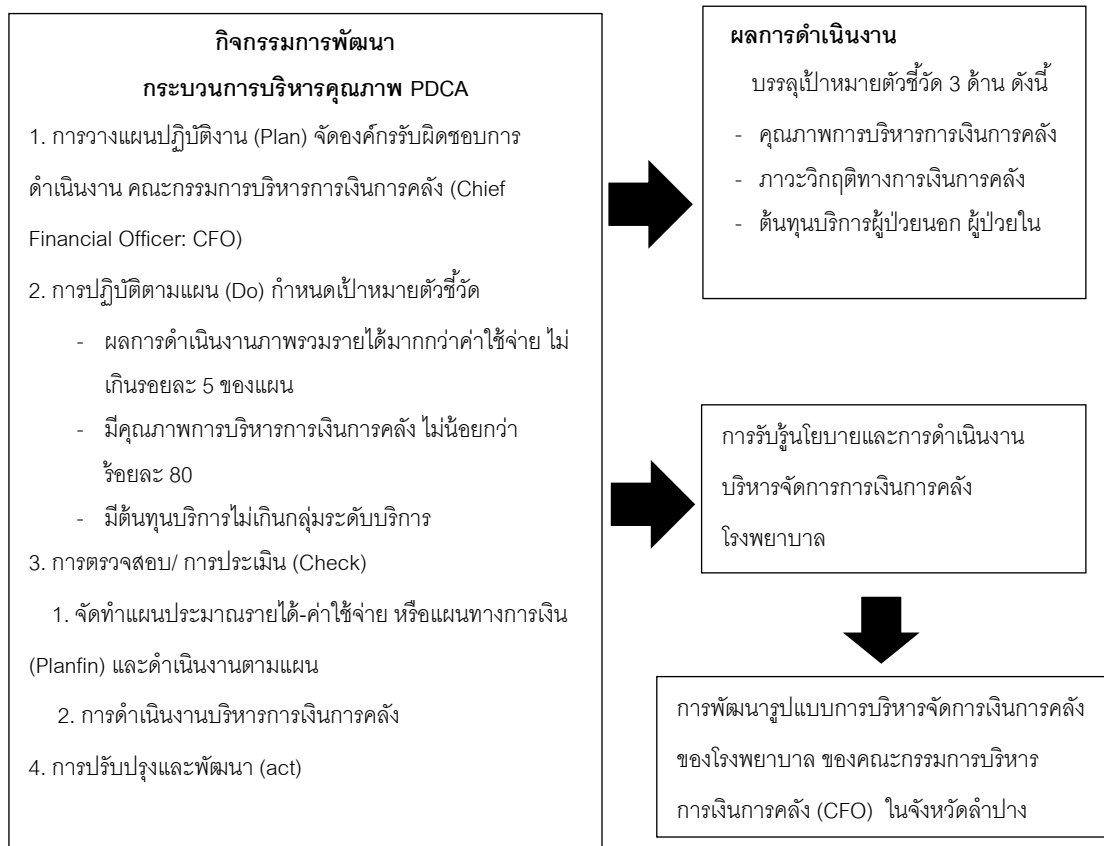 กิจกรรมการพัฒนา
กระบวนการบริหารคุณภาพ PDCA
1. การวางแผนปฏิบัติงาน (Plan) จัดองค์กรรับผิดชอบการ
ดำเนินงาน คณะกรรมการบริหารการเงินการคลัง (Chief
Financial Officer: CFO)
2. การปฏิบัติตามแผน (Do) กำหนดเป้าหมายตัวชี้วัด
- ผลการดำเนินงานภาพรวมรายได้มากกว่าค่าใช้จ่าย ไม่
เกินรอยละ 5 ของแผน
- มีคุณภาพการบริหารการเงินการคลัง ไม่น้อยกว่า
ร้อยละ 80
- มีต้นทุนบริการไม่เกินกลุ่มระดับบริการ
3. การตรวจสอบ/ การประเมิน (Check)
1. จัดทำแผนประมาณรายได้-ค่าใช้จ่าย หรือแผนทางการเงิน
(Planfin) และดำเนินงานตามแผน
2. การดำเนินงานบริหารการเงินการคลัง
4. การปรับปรุงและพัฒนา (act)
ผลการดำเนินงาน
บรรลุเป้าหมายตัวชี้วัด 3 ด้าน ดังนี้
- คุณภาพการบริหารการเงินการคลัง
- ภาวะวิกฤติทางการเงินการคลัง
- ต้นทุนบริการผู้ป่วยนอก ผู้ป่วยใน
การรับรู้นโยบายและการดำเนินงาน
บริหารจัดการการเงินการคลัง
โรงพยาบาล
การพัฒนารูปแบบการบริหารจัดการเงินการคลัง
ของโรงพยาบาล ของคณะกรรมการบริหาร
การเงินการคลัง (CFO) ในจังหวัดลำปาง